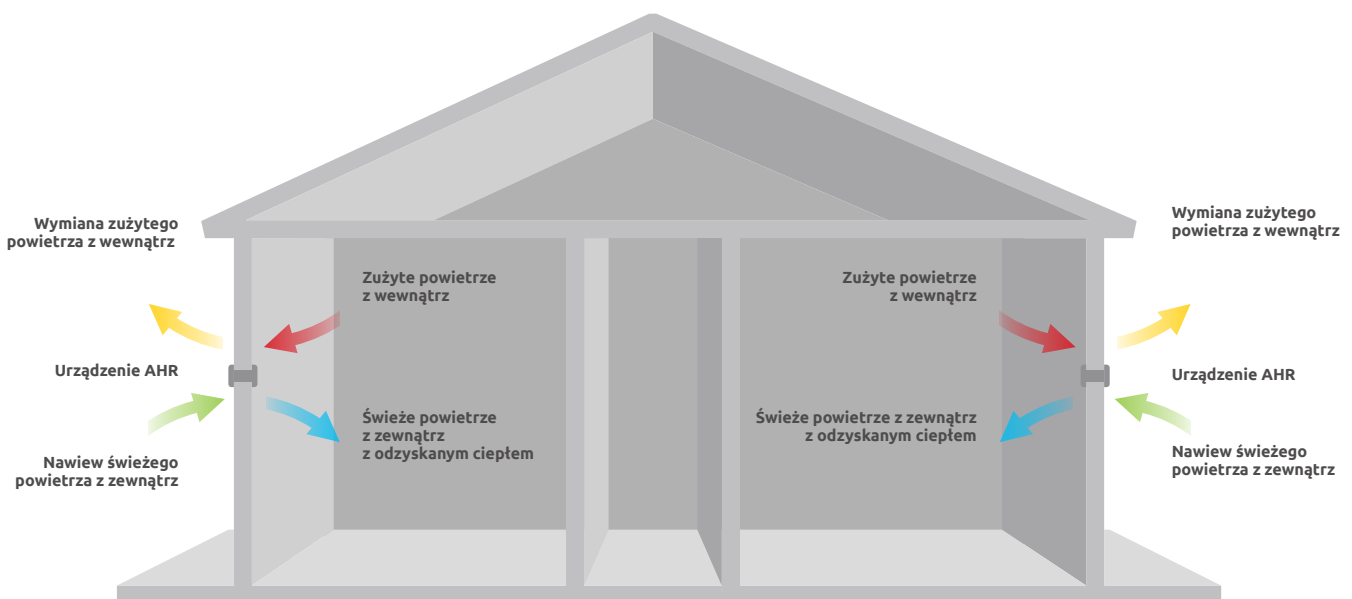 Wymiana zużytego
powietrza z wewnątrz
Zużyte powietrze
z wewnątrz
Urządzenie AHR
Świeże powietrze
z zewnątrz
z odzyskanym ciepłem
Nawiew świeżego
powietrza z zewnątrz
Zużyte powietrze
z wewnątrz
Wymiana zużytego
powietrza z wewnątrz
Świeże powietrze z zewnątrz
z odzyskanym ciepłem
Urządzenie AHR
Nawiew świeżego
powietrza z zewnątrz